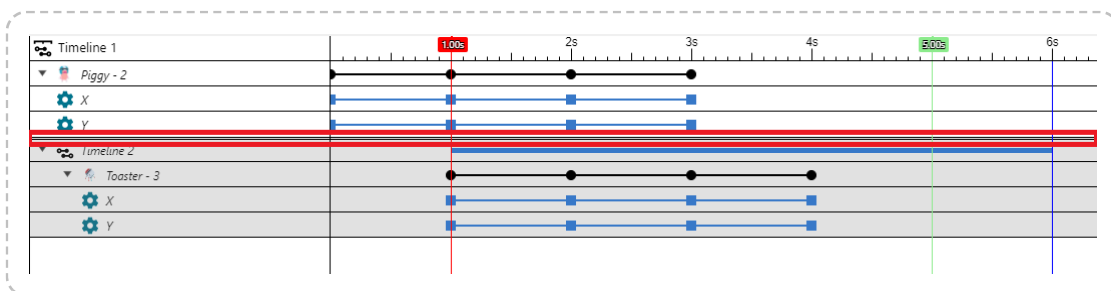 Timeline 1 1.00s 2s 3s 4s 5.00s 6s
Piggy - 2
X
Y
Timeline 2
Toaster - 3
X
Y